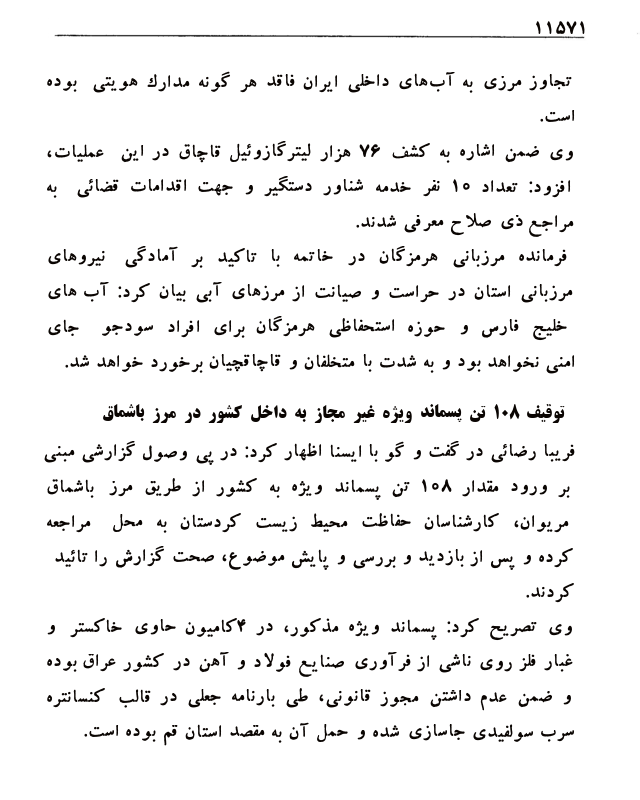 ۱۱۵۷۱
تجاوز مرزی به آب‌های داخلی ایران فاقد هر گونه مدارك هویتی بوده
است.
وی ضمن اشاره به کشف ۷۶ هزار لیترگازوئیل قاچاق در این عملیات،
افزود: تعداد ۱۰ نفر خدمه شناور دستگیر و جهت اقدامات قضائی به
مراجع ذی صلاح معرفی شدند.
فرمانده مرزبانی هرمزگان در خاتمه با تاکید بر آمادگی نیروهای
مرزبانی استان در حراست و صیانت از مرزهای آبی بیان کرد: آب های
خلیج فارس و حوزه استحفاظی هرمزگان برای افراد سودجو جای
امنی نخواهد بود و به شدت با متخلفان و قاچاقچیان برخورد خواهد شد.
توقیف ۱۰۸ تن پسماند ویژه غیر مجاز به داخل کشور در مرز باشماق
فریبا رضائی در گفت و گو با ایسنا اظهار کرد: در پی وصول گزارشی مبنی
بر ورود مقدار ۱۰۸ تن پسماند ویژه به کشور از طریق مرز باشماق
مریوان، کارشناسان حفاظت محیط زیست کردستان به محل مراجعه
کرده و پس از بازدید و بررسی و پایش موضوع، صحت گزارش را تائید
کردند.
وی تصریح کرد: پسماند ویژه مذکور، در ۴کامیون حاوی خاکستر و
غبار فلز روی ناشی از فرآوری صنایع فولاد و آهن در کشور عراق بوده
و ضمن عدم داشتن مجوز قانونی، طی بارنامه جعلی در قالب کنسانتره
سرب سولفیدی جاسازی شده و حمل آن به مقصد استان قم بوده است.